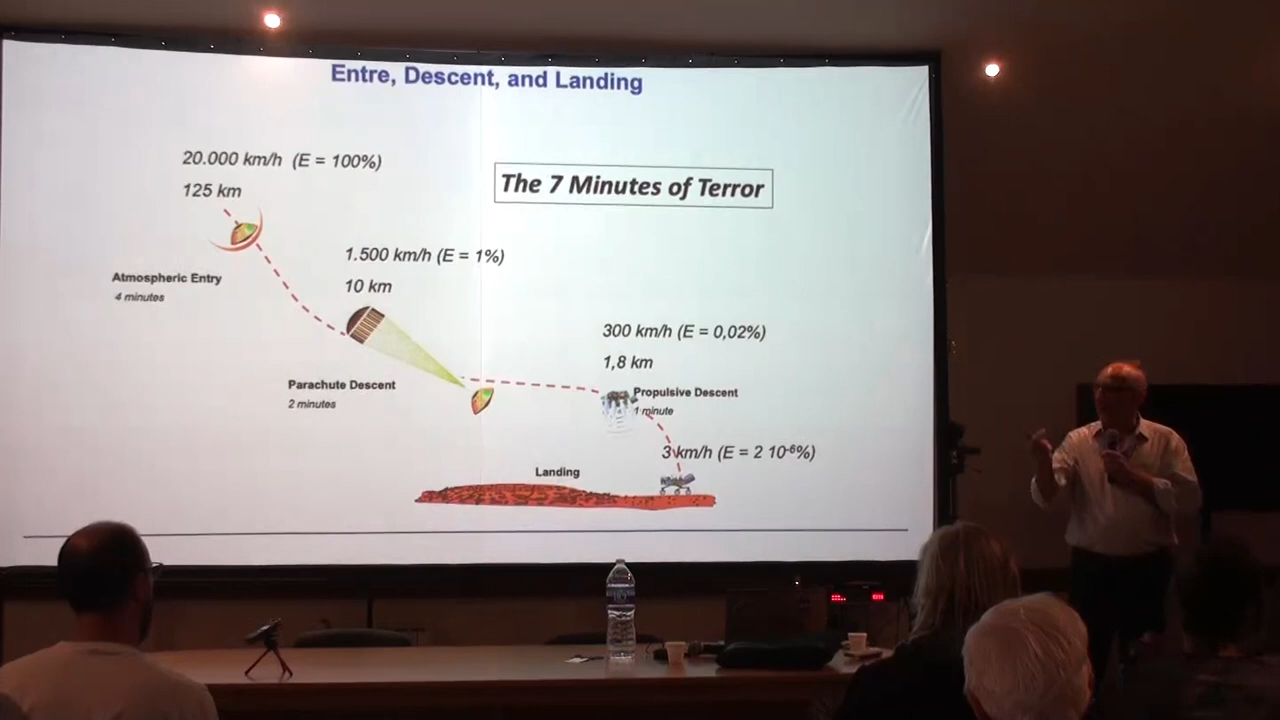 Entre, Descent, and Landing
20.000 km/h (E = 100%)
125 km
The 7 Minutes of Terror
1.500 km/h (E = 1%)
10 km
Atmospheric Entry
4 minutes
300 km/h (E = 0,02%)
1,8 km
Parachute Descent
2 minutes
Propulsive Descent
1 minute
3 km/h (E = 2 10⁻⁶%)
Landing